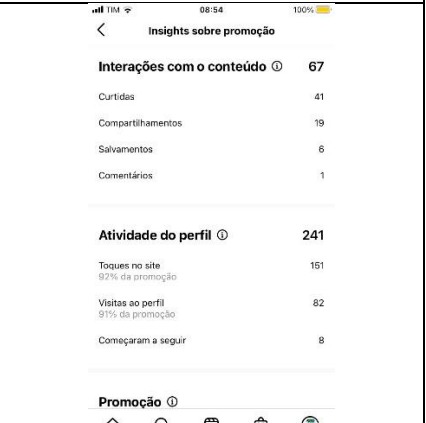 TIM 08:54 100%
Insights sobre promoção
Interações com o conteúdo 67
Curtidas 41
Compartilhamentos 19
Salvamentos 6
Comentários 1
Atividade do perfil 241
Toques no site 151
92% da promoção
Visitas ao perfil 82
91% da promoção
Começaram a seguir 8
Promoção